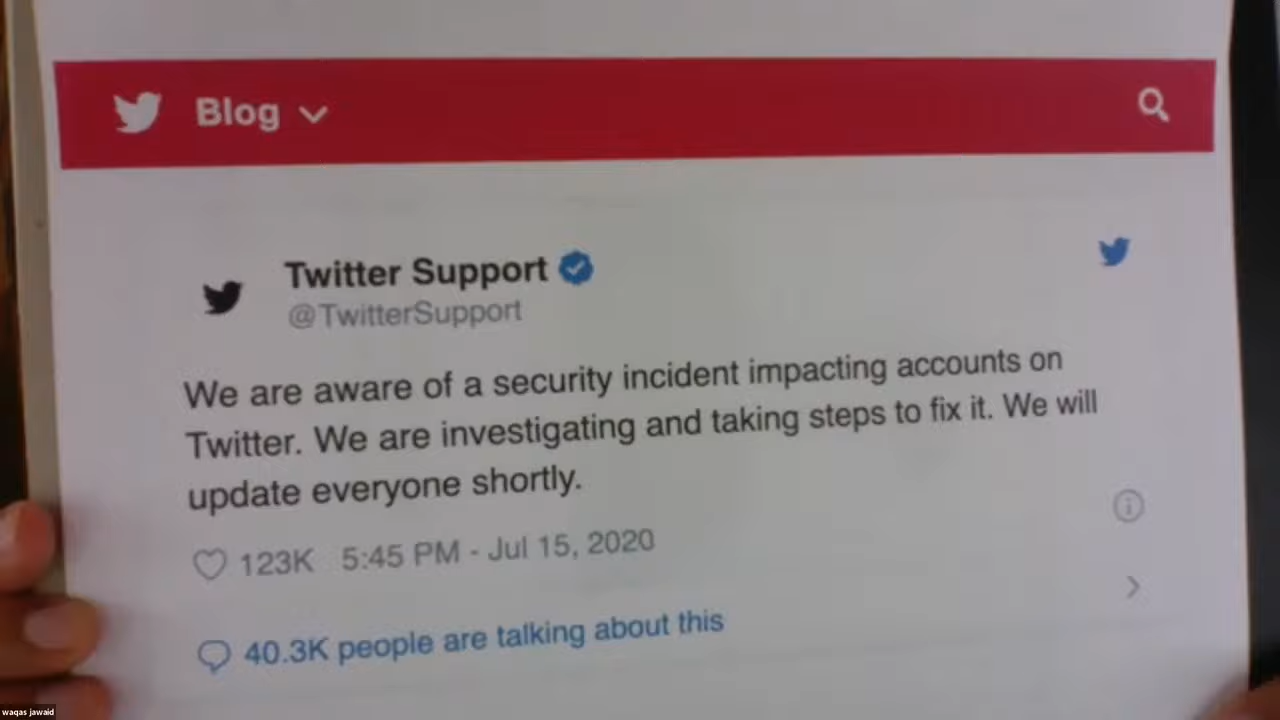 Blog
Twitter Support
@TwitterSupport
We are aware of a security incident impacting accounts on
Twitter. We are investigating and taking steps to fix it. We will
update everyone shortly.
123K 5:45 PM - Jul 15, 2020
40.3K people are talking about this
waqas jawaid